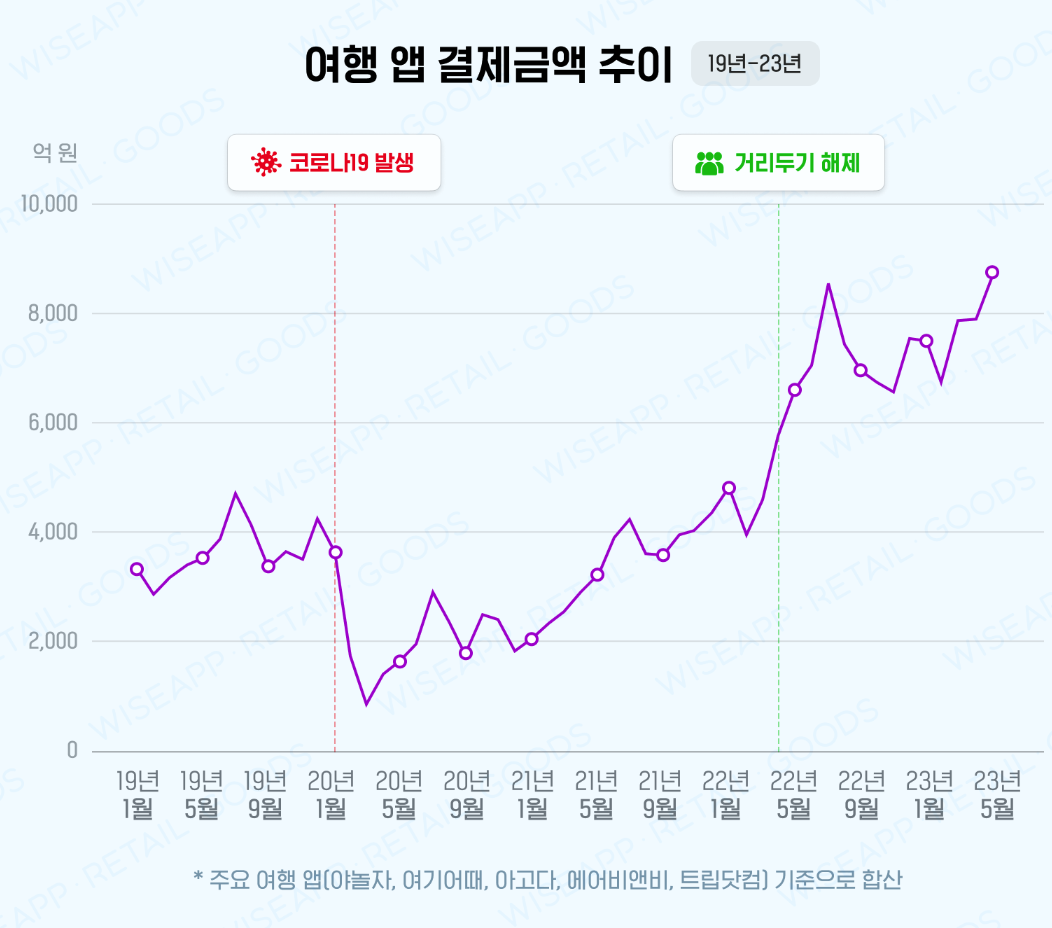 여행 앱 결제금액 추이 19년-23년
억 원
코로나19 발생
거리두기 해제
10,000
8,000
6,000
4,000
2,000
0
19년 1월
19년 5월
19년 9월
20년 1월
20년 5월
20년 9월
21년 1월
21년 5월
21년 9월
22년 1월
22년 5월
22년 9월
23년 1월
23년 5월
* 주요 여행 앱(야놀자, 여기어때, 아고다, 에어비앤비, 트립닷컴) 기준으로 합산
WISEAPP · RETAIL · GOODS